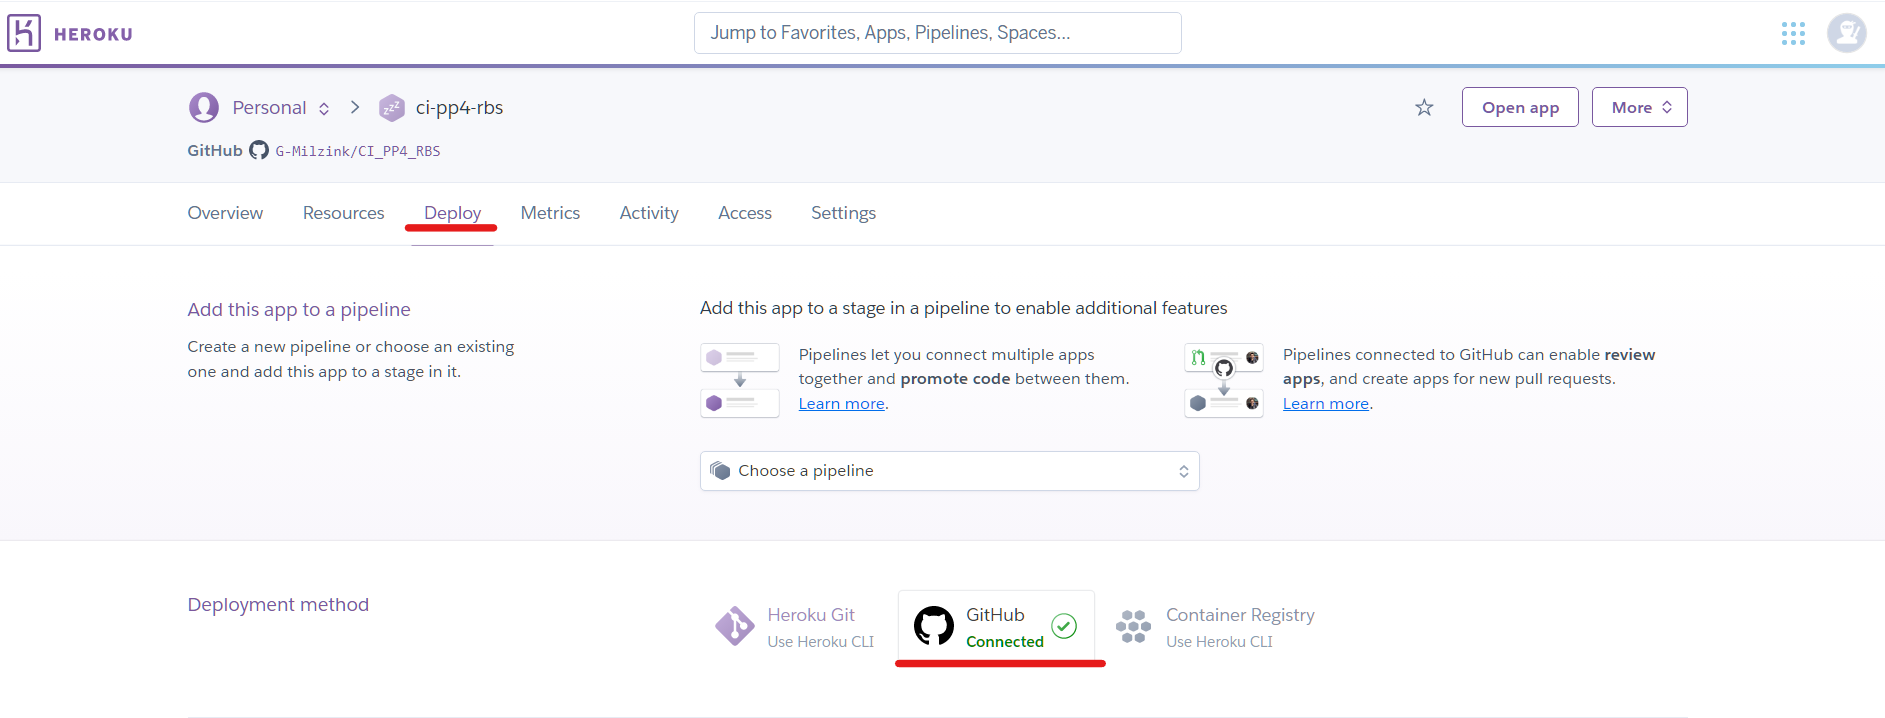 HEROKU
Jump to Favorites, Apps, Pipelines, Spaces...
Personal
zzz
ci-pp4-rbs
Open app
More
GitHub G-Milzink/CI_PP4_RBS
Overview Resources Deploy Metrics Activity Access Settings
Add this app to a pipeline
Create a new pipeline or choose an existing
one and add this app to a stage in it.
Add this app to a stage in a pipeline to enable additional features
Pipelines let you connect multiple apps
together and promote code between them.
Learn more.
Pipelines connected to GitHub can enable review
apps, and create apps for new pull requests.
Learn more.
Choose a pipeline
Deployment method
Heroku Git
Use Heroku CLI
GitHub
Connected
Container Registry
Use Heroku CLI